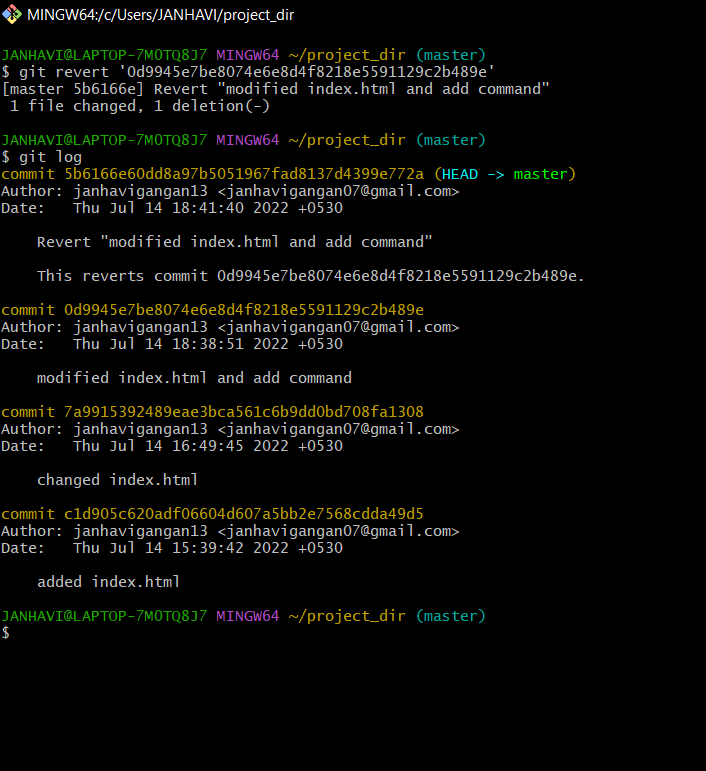 MINGW64:/c/Users/JANHAVI/project_dir
JANHAVI@LAPTOP-7M0TQ8J7 MINGW64 ~/project_dir (master)
$ git revert '0d9945e7be8074e6e8d4f8218e5591129c2b489e'
[master 5b6166e] Revert "modified index.html and add command"
 1 file changed, 1 deletion(-)
JANHAVI@LAPTOP-7M0TQ8J7 MINGW64 ~/project_dir (master)
$ git log
commit 5b6166e60dd8a97b5051967fad8137d4399e772a (HEAD -> master)
Author: janhavigangan13 <janhavigangan07@gmail.com>
Date:   Thu Jul 14 18:41:40 2022 +0530
    Revert "modified index.html and add command"
    This reverts commit 0d9945e7be8074e6e8d4f8218e5591129c2b489e.
commit 0d9945e7be8074e6e8d4f8218e5591129c2b489e
Author: janhavigangan13 <janhavigangan07@gmail.com>
Date:   Thu Jul 14 18:38:51 2022 +0530
    modified index.html and add command
commit 7a9915392489eae3bca561c6b9dd0bd708fa1308
Author: janhavigangan13 <janhavigangan07@gmail.com>
Date:   Thu Jul 14 16:49:45 2022 +0530
    changed index.html
commit c1d905c620adf06604d607a5bb2e7568cdda49d5
Author: janhavigangan13 <janhavigangan07@gmail.com>
Date:   Thu Jul 14 15:39:42 2022 +0530
    added index.html
JANHAVI@LAPTOP-7M0TQ8J7 MINGW64 ~/project_dir (master)
$